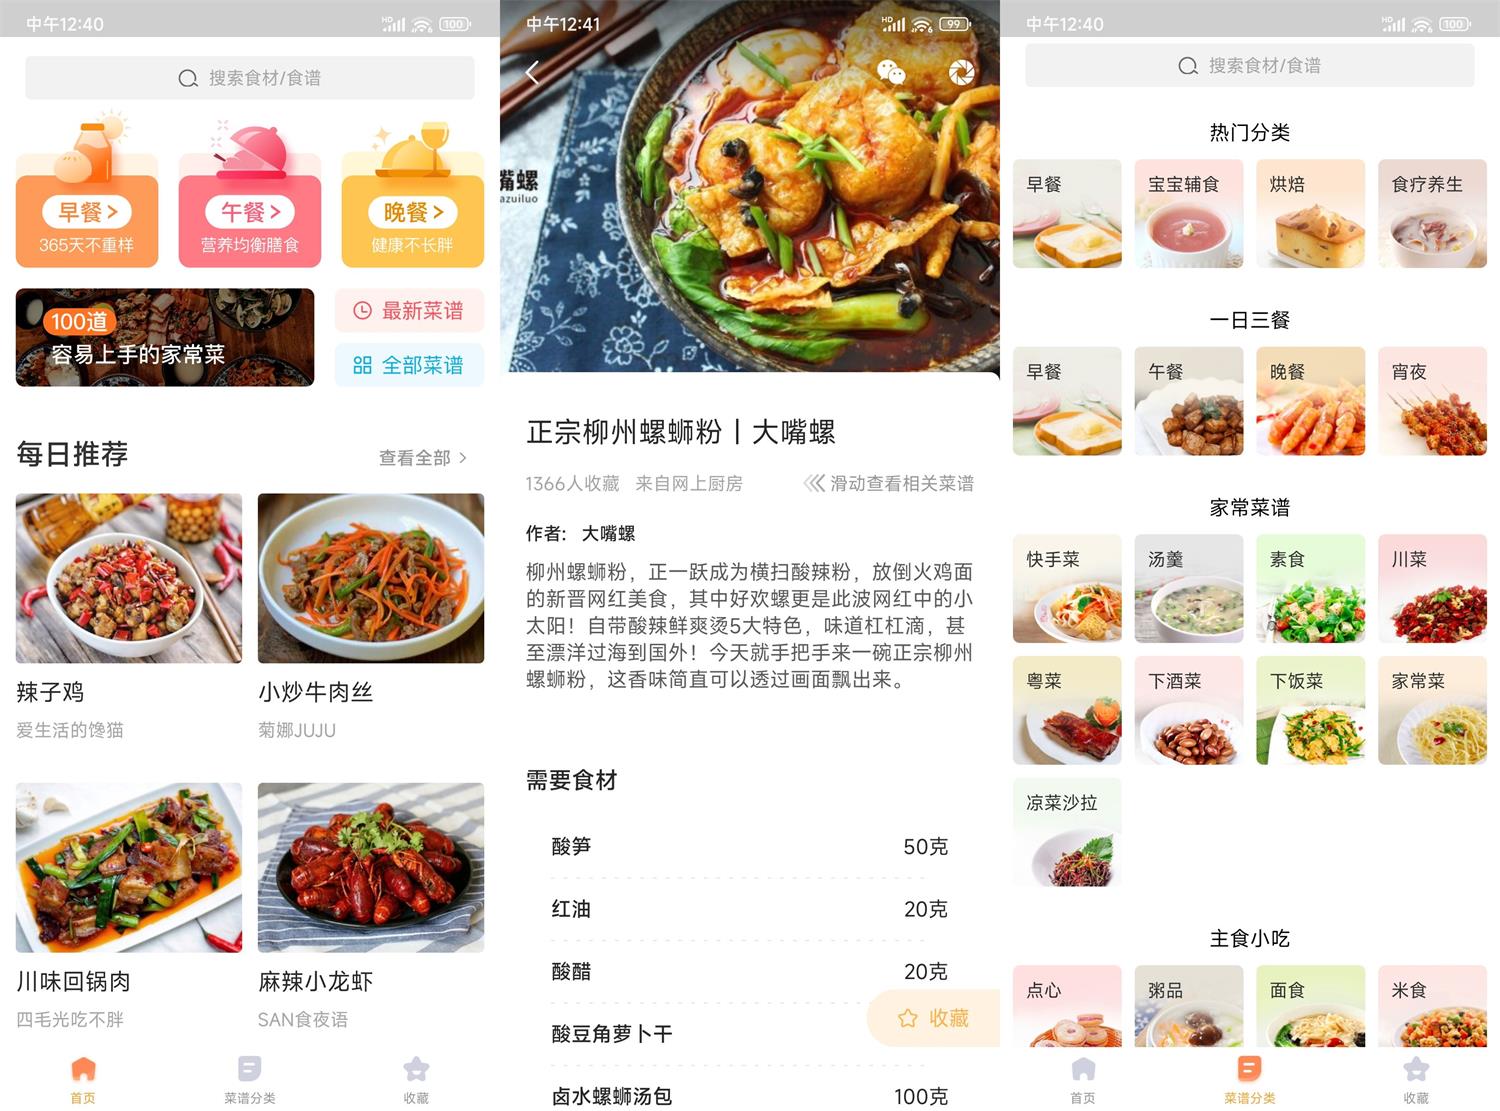 中午12:40
HD
100
搜索食材/食谱
早餐 >
365天不重样
午餐 >
营养均衡膳食
晚餐 >
健康不长胖
100道
容易上手的家常菜
最新菜谱
全部菜谱
每日推荐
查看全部 >
辣子鸡
爱生活的馋猫
小炒牛肉丝
菊娜JUJU
川味回锅肉
四毛光吃不胖
麻辣小龙虾
SAN食夜语
首页
菜谱分类
收藏
中午12:41
HD
99
嘴螺
azuiluo
正宗柳州螺蛳粉丨大嘴螺
1366人收藏 来自网上厨房
滑动查看相关菜谱
作者: 大嘴螺
柳州螺蛳粉，正一跃成为横扫酸辣粉，放倒火鸡面
的新晋网红美食，其中好欢螺更是此波网红中的小
太阳！自带酸辣鲜爽烫5大特色，味道杠杠滴，甚
至漂洋过海到国外！今天就手把手来一碗正宗柳州
螺蛳粉，这香味简直可以透过画面飘出来。
需要食材
酸笋 50克
红油 20克
酸醋 20克
酸豆角萝卜干
收藏
卤水螺蛳汤包 100克
中午12:40
HD
100
搜索食材/食谱
热门分类
早餐
宝宝辅食
烘焙
食疗养生
一日三餐
早餐
午餐
晚餐
宵夜
家常菜谱
快手菜
汤羹
素食
川菜
粤菜
下酒菜
下饭菜
家常菜
凉菜沙拉
主食小吃
点心
粥品
面食
米食
首页
菜谱分类
收藏